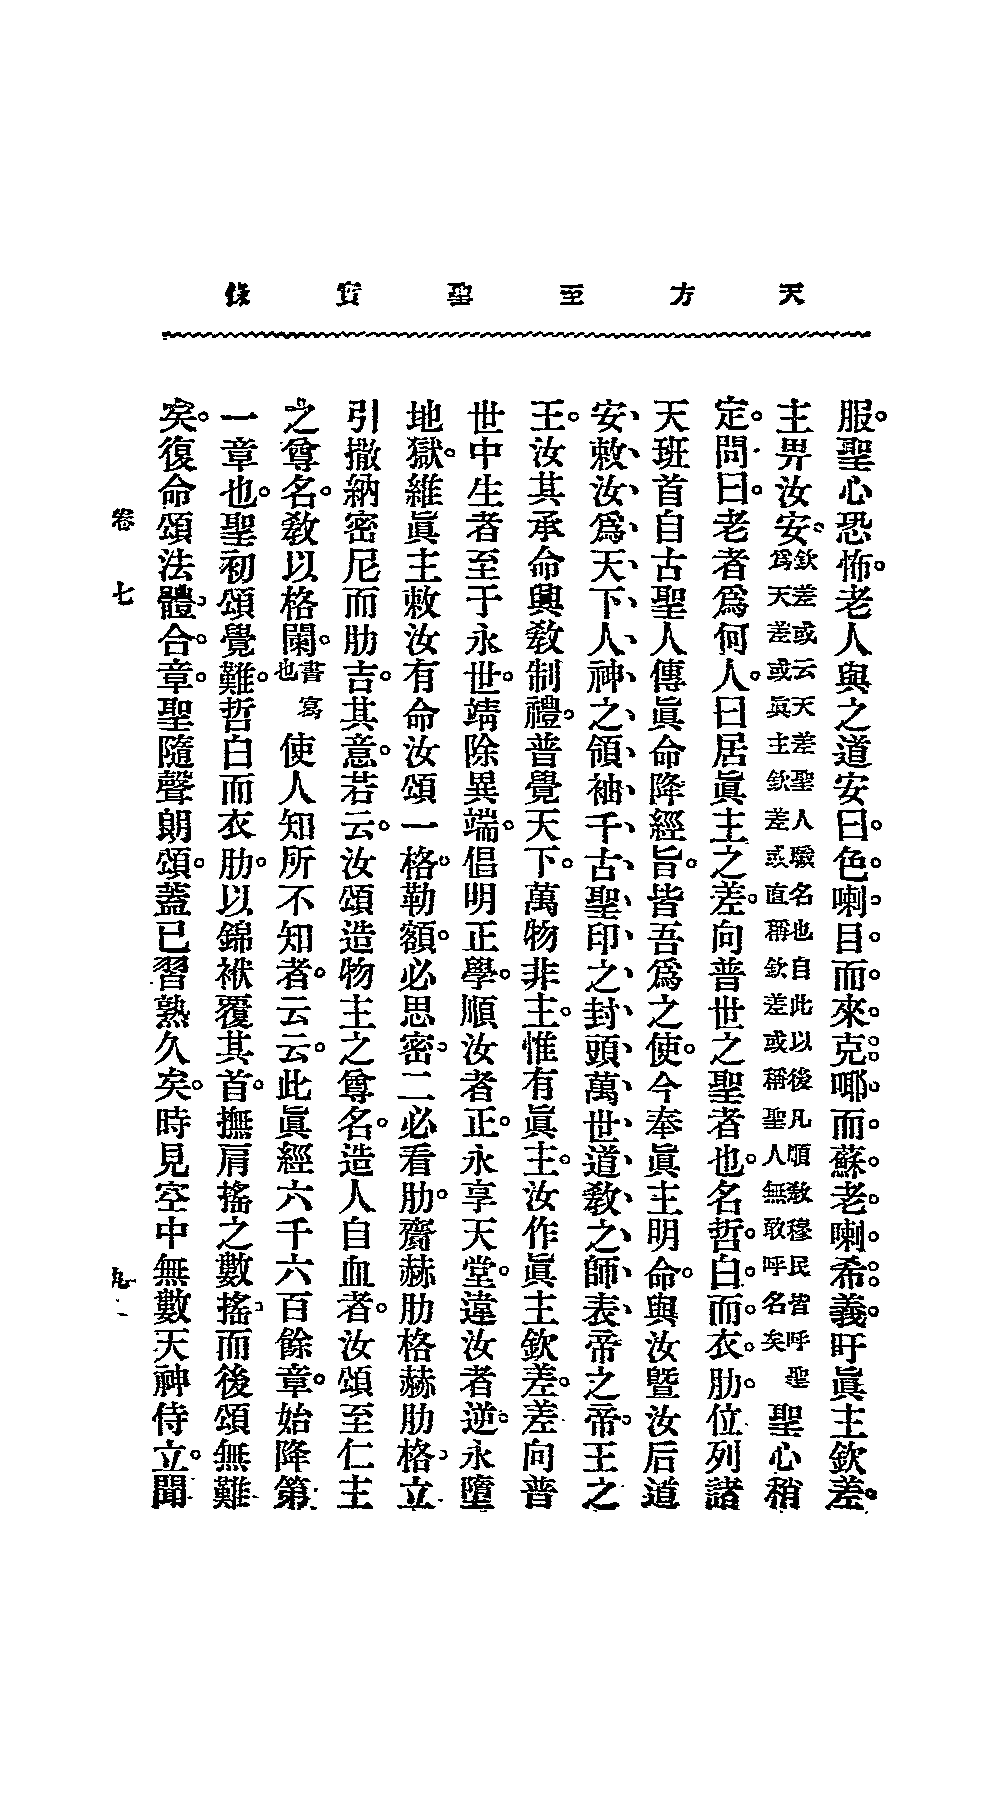 天方至聖實錄
服。聖心恐怖。老人與之道安曰。色。喇。目。而。來。克。哪。而。蘇。老。喇。希。義。吁眞主欽差。
主畀汝安。欽差或云天差聖人職名也自此以後凡順敎穆民皆呼聖爲天差或眞主欽差或直稱欽差或稱聖人無敢呼名矣聖心稍
定。問曰。老者爲何人。曰居眞主之差。向普世之聖者也。名哲。白。而。衣。肋。位列諸
天班首自古聖人傳眞命降經旨。皆吾爲之使。今奉眞主明命。與汝暨汝后道
安、敕、汝、爲、天、下、人、神、之、領、袖、千、古、聖、印、之、封、頭、萬、世、道、敎、之、師、表、帝之帝。王之
王。汝其承命興敎制禮。普覺天下。萬物非主。惟有眞主。汝作眞主欽差。差向普
世中生者至于永世。靖除異端。倡明正學。順汝者正。永享天堂。違汝者逆。永墮
地獄。維眞主敕汝有命汝頌一格。勒額。必思密。二必看肋。齋赫肋格赫肋格、立
引撒納密尼而肋吉。其意。若云。汝頌造物主之尊名。造人自血者。汝頌至仁主
之尊名。敎以格闌。書寫也使人知所不知者。云云。此眞經六千六百餘章。始降第
一章也。聖初頌覺難。哲白而衣肋。以錦袱覆其首。撫肩搖之數搖、而後頌無難
矣。復命頌法體、合。章。聖隨聲朗頌。蓋已習熟久矣。時見空中無數天神侍立。聞
卷七
九一